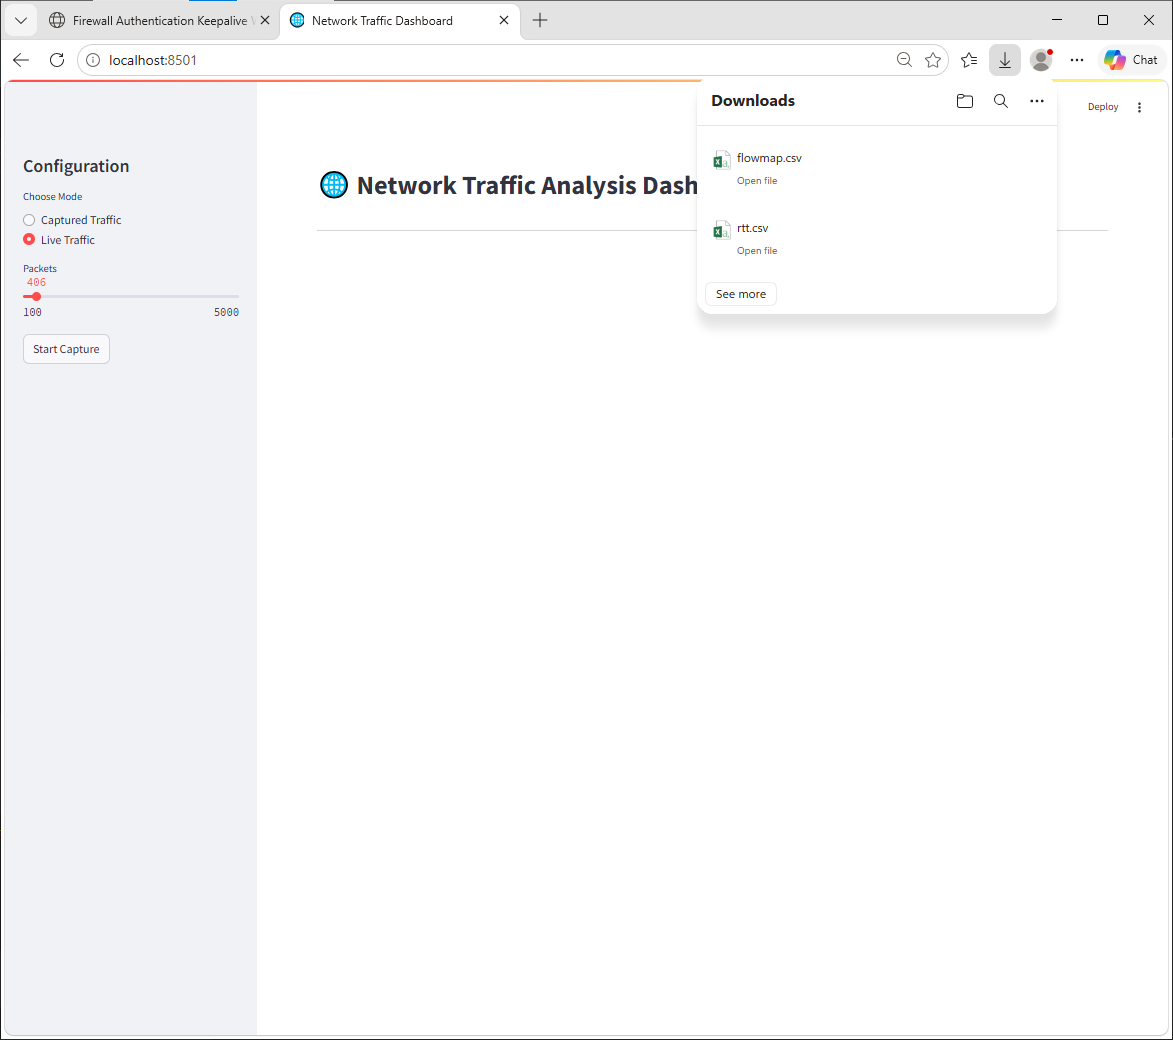 Firewall Authentication Keepalive
Network Traffic Dashboard
localhost:8501
Chat
Downloads
flowmap.csv
Open file
rtt.csv
Open file
See more
Deploy
Configuration
Choose Mode
Captured Traffic
Live Traffic
Packets
406
100
5000
Start Capture
Network Traffic Analysis Dash